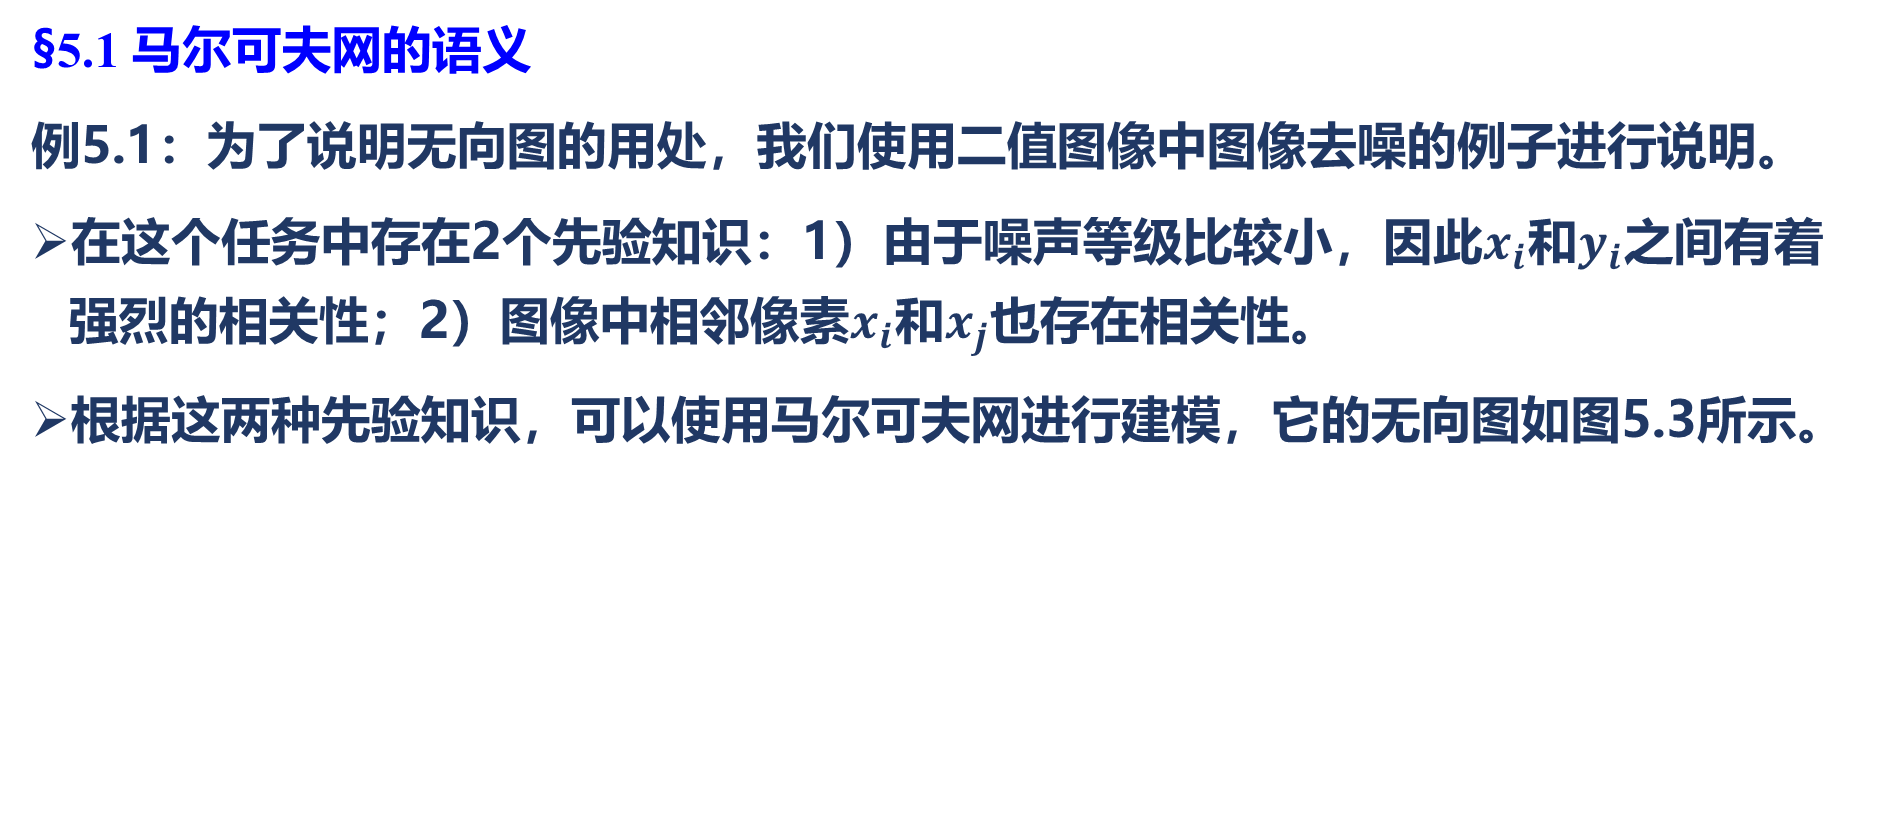 §5.1 马尔可夫网的语义
例5.1：为了说明无向图的用处，我们使用二值图像中图像去噪的例子进行说明。
➢在这个任务中存在2个先验知识：1）由于噪声等级比较小，因此𝒙𝒊和𝒚𝒊之间有着
强烈的相关性；2）图像中相邻像素𝒙𝒊和𝒙𝒋也存在相关性。
➢根据这两种先验知识，可以使用马尔可夫网进行建模，它的无向图如图5.3所示。